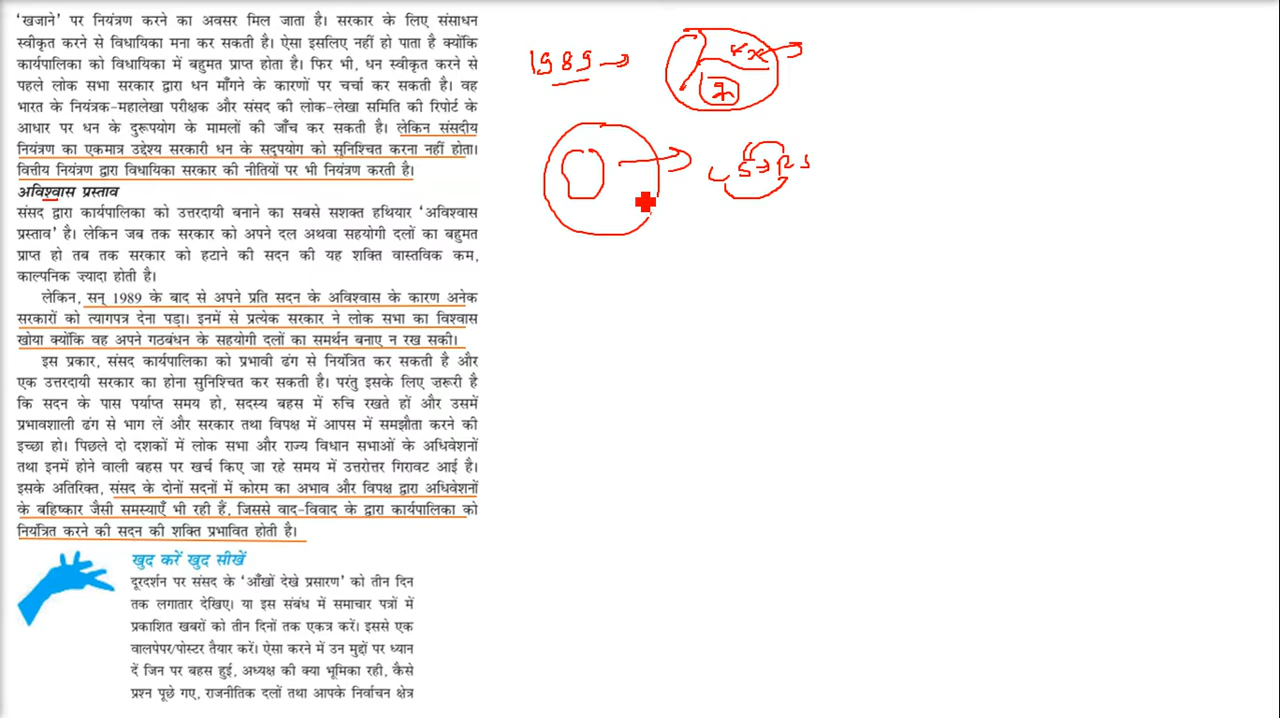 ‘खजाने’ पर नियंत्रण करने का अवसर मिल जाता है। सरकार के लिए संसाधन
स्वीकृत करने से विधायिका मना कर सकती है। ऐसा इसलिए नहीं हो पाता है क्योंकि
कार्यपालिका को विधायिका में बहुमत प्राप्त होता है। फिर भी, धन स्वीकृत करने से
पहले लोक सभा सरकार द्वारा धन माँगने के कारणों पर चर्चा कर सकती है। वह
भारत के नियंत्रक-महालेखा परीक्षक और संसद की लोक-लेखा समिति की रिपोर्ट के
आधार पर धन के दुरूपयोग के मामलों की जाँच कर सकती है। लेकिन संसदीय
नियंत्रण का एकमात्र उद्देश्य सरकारी धन के सदुपयोग को सुनिश्चित करना नहीं होता।
वित्तीय नियंत्रण द्वारा विधायिका सरकार की नीतियों पर भी नियंत्रण करती है।
अविश्वास प्रस्ताव
संसद द्वारा कार्यपालिका को उत्तरदायी बनाने का सबसे सशक्त हथियार ‘अविश्वास
प्रस्ताव’ है। लेकिन जब तक सरकार को अपने दल अथवा सहयोगी दलों का बहुमत
प्राप्त हो तब तक सरकार को हटाने की सदन की यह शक्ति वास्तविक कम,
काल्पनिक ज़्यादा होती है।
लेकिन, सन् 1989 के बाद से अपने प्रति सदन के अविश्वास के कारण अनेक
सरकारों को त्यागपत्र देना पड़ा। इनमें से प्रत्येक सरकार ने लोक सभा का विश्वास
खोया क्योंकि वह अपने गठबंधन के सहयोगी दलों का समर्थन बनाए न रख सकी।
इस प्रकार, संसद कार्यपालिका को प्रभावी ढंग से नियंत्रित कर सकती है और
एक उत्तरदायी सरकार का होना सुनिश्चित कर सकती है। परंतु इसके लिए ज़रूरी है
कि सदन के पास पर्याप्त समय हो, सदस्य बहस में रुचि रखते हों और उसमें
प्रभावशाली ढंग से भाग लें और सरकार तथा विपक्ष में आपस में समझौता करने की
इच्छा हो। पिछले दो दशकों में लोक सभा और राज्य विधान सभाओं के अधिवेशनों
तथा इनमें होने वाली बहस पर खर्च किए जा रहे समय में उत्तरोत्तर गिरावट आई है।
इसके अतिरिक्त, संसद के दोनों सदनों में कोरम का अभाव और विपक्ष द्वारा अधिवेशनों
के बहिष्कार जैसी समस्याएँ भी रही हैं, जिससे वाद-विवाद के द्वारा कार्यपालिका को
नियंत्रित करने की सदन की शक्ति प्रभावित होती है।
खुद करें खुद सीखें
दूरदर्शन पर संसद के ‘आँखों देखे प्रसारण’ को तीन दिन
तक लगातार देखिए। या इस संबंध में समाचार पत्रों में
प्रकाशित खबरों को तीन दिनों तक एकत्र करें। इससे एक
वालपेपर/पोस्टर तैयार करें। ऐसा करने में उन मुद्दों पर ध्यान
दें जिन पर बहस हुई, अध्यक्ष की क्या भूमिका रही, कैसे
प्रश्न पूछे गए, राजनीतिक दलों तथा आपके निर्वाचन क्षेत्र
1989